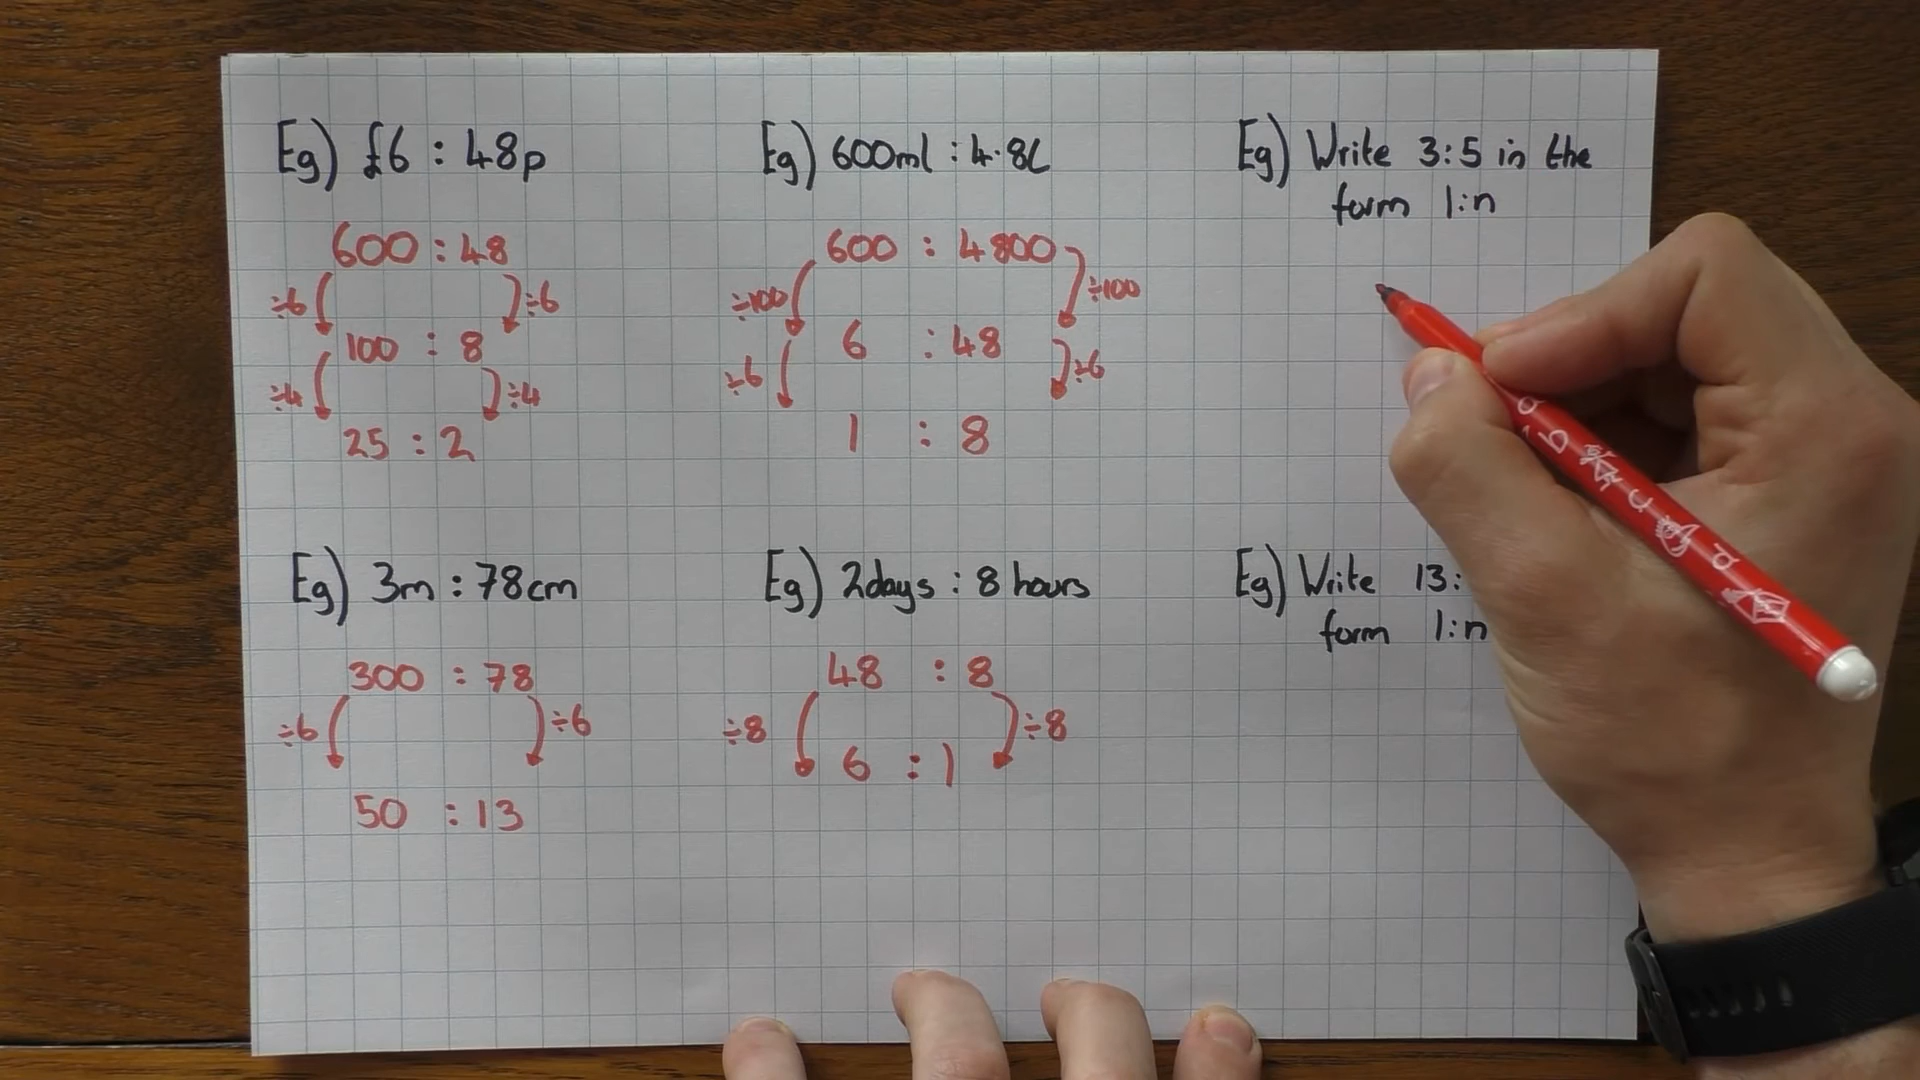 Eg) £6 : 48p
600 : 48
÷6 ÷6
100 : 8
÷4 ÷4
25 : 2
Eg) 600ml : 4.8L
600 : 4800
÷100 ÷100
6 : 48
÷6 ÷6
1 : 8
Eg) Write 3:5 in the
form 1:n
Eg) 3m : 78cm
300 : 78
÷6 ÷6
50 : 13
Eg) 2days : 8 hours
48 : 8
÷8 ÷8
6 : 1
Eg) Write 13:
form 1:n